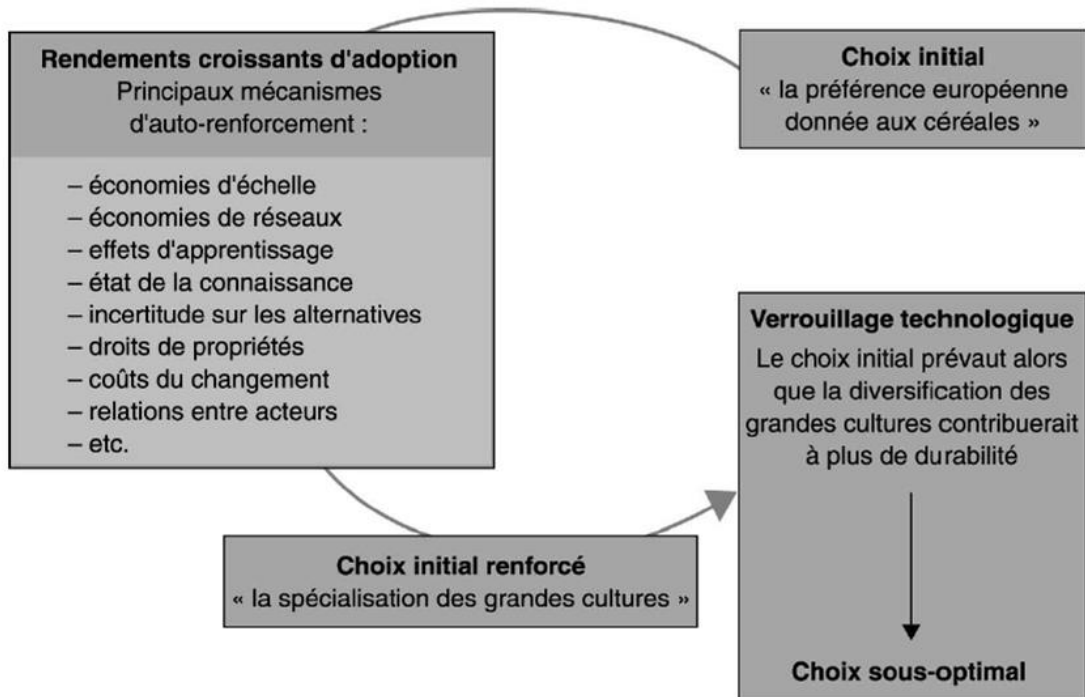 Rendements croissants d'adoption
Principaux mécanismes
d'auto-renforcement :
– économies d'échelle
– économies de réseaux
– effets d'apprentissage
– état de la connaissance
– incertitude sur les alternatives
– droits de propriétés
– coûts du changement
– relations entre acteurs
– etc.
Choix initial
« la préférence européenne
donnée aux céréales »
Choix initial renforcé
« la spécialisation des grandes cultures »
Verrouillage technologique
Le choix initial prévaut alors
que la diversification des
grandes cultures contribuerait
à plus de durabilité
Choix sous-optimal